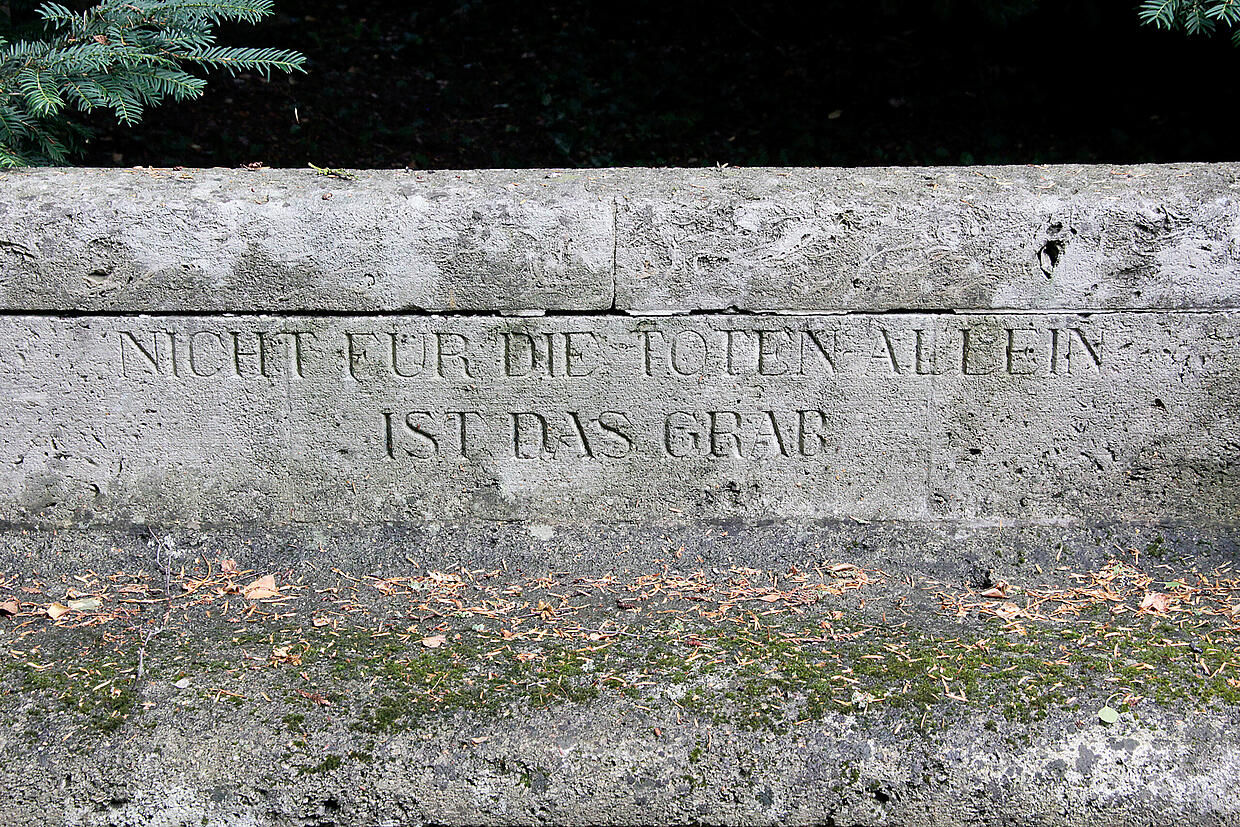 NICHT FÜR DIE TOTEN ALLEIN
IST DAS GRAB